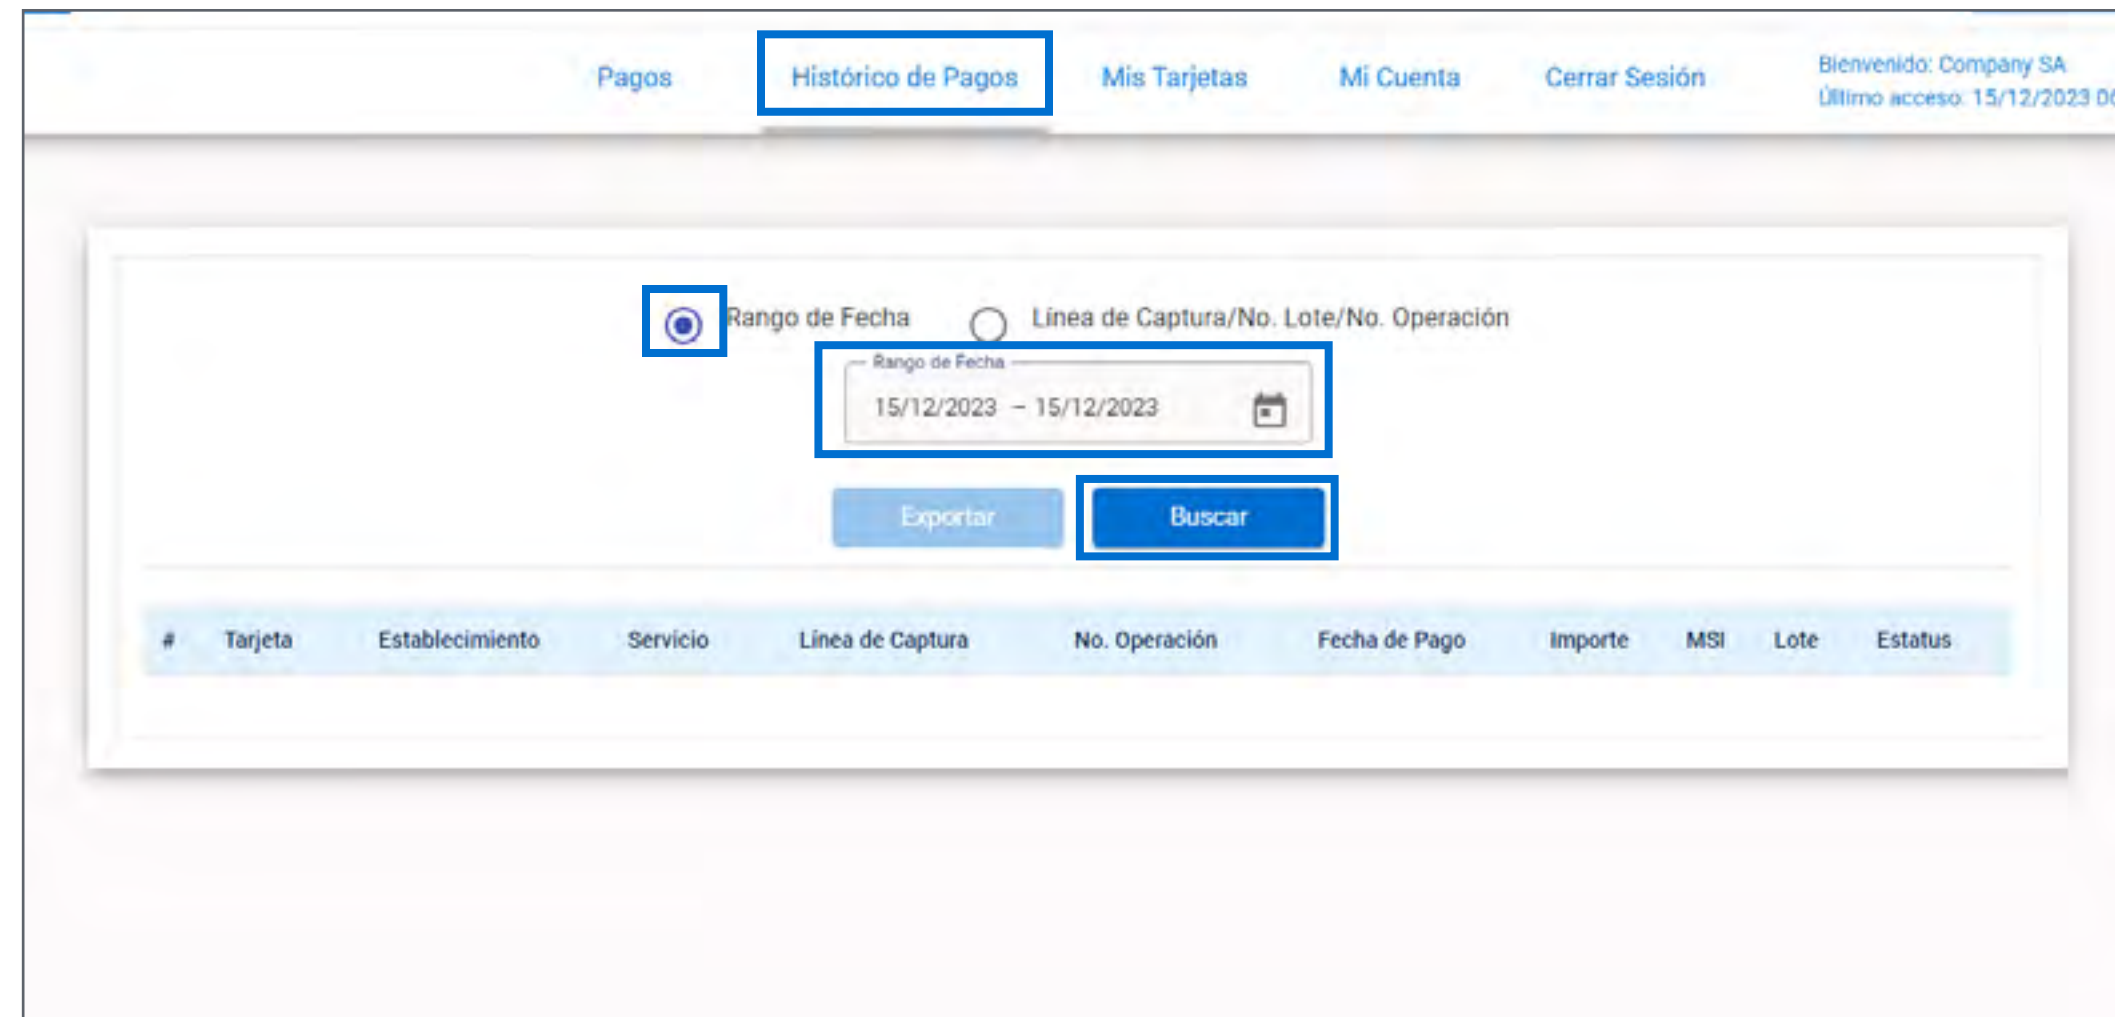 Pagos Histórico de Pagos Mis Tarjetas Mi Cuenta Cerrar Sesión
Bienvenido: Company SA
Último acceso: 15/12/2023
Rango de Fecha Línea de Captura/No. Lote/No. Operación
Rango de Fecha
15/12/2023 – 15/12/2023
Exportar Buscar
# Tarjeta Establecimiento Servicio Línea de Captura No. Operación Fecha de Pago Importe MSI Lote Estatus